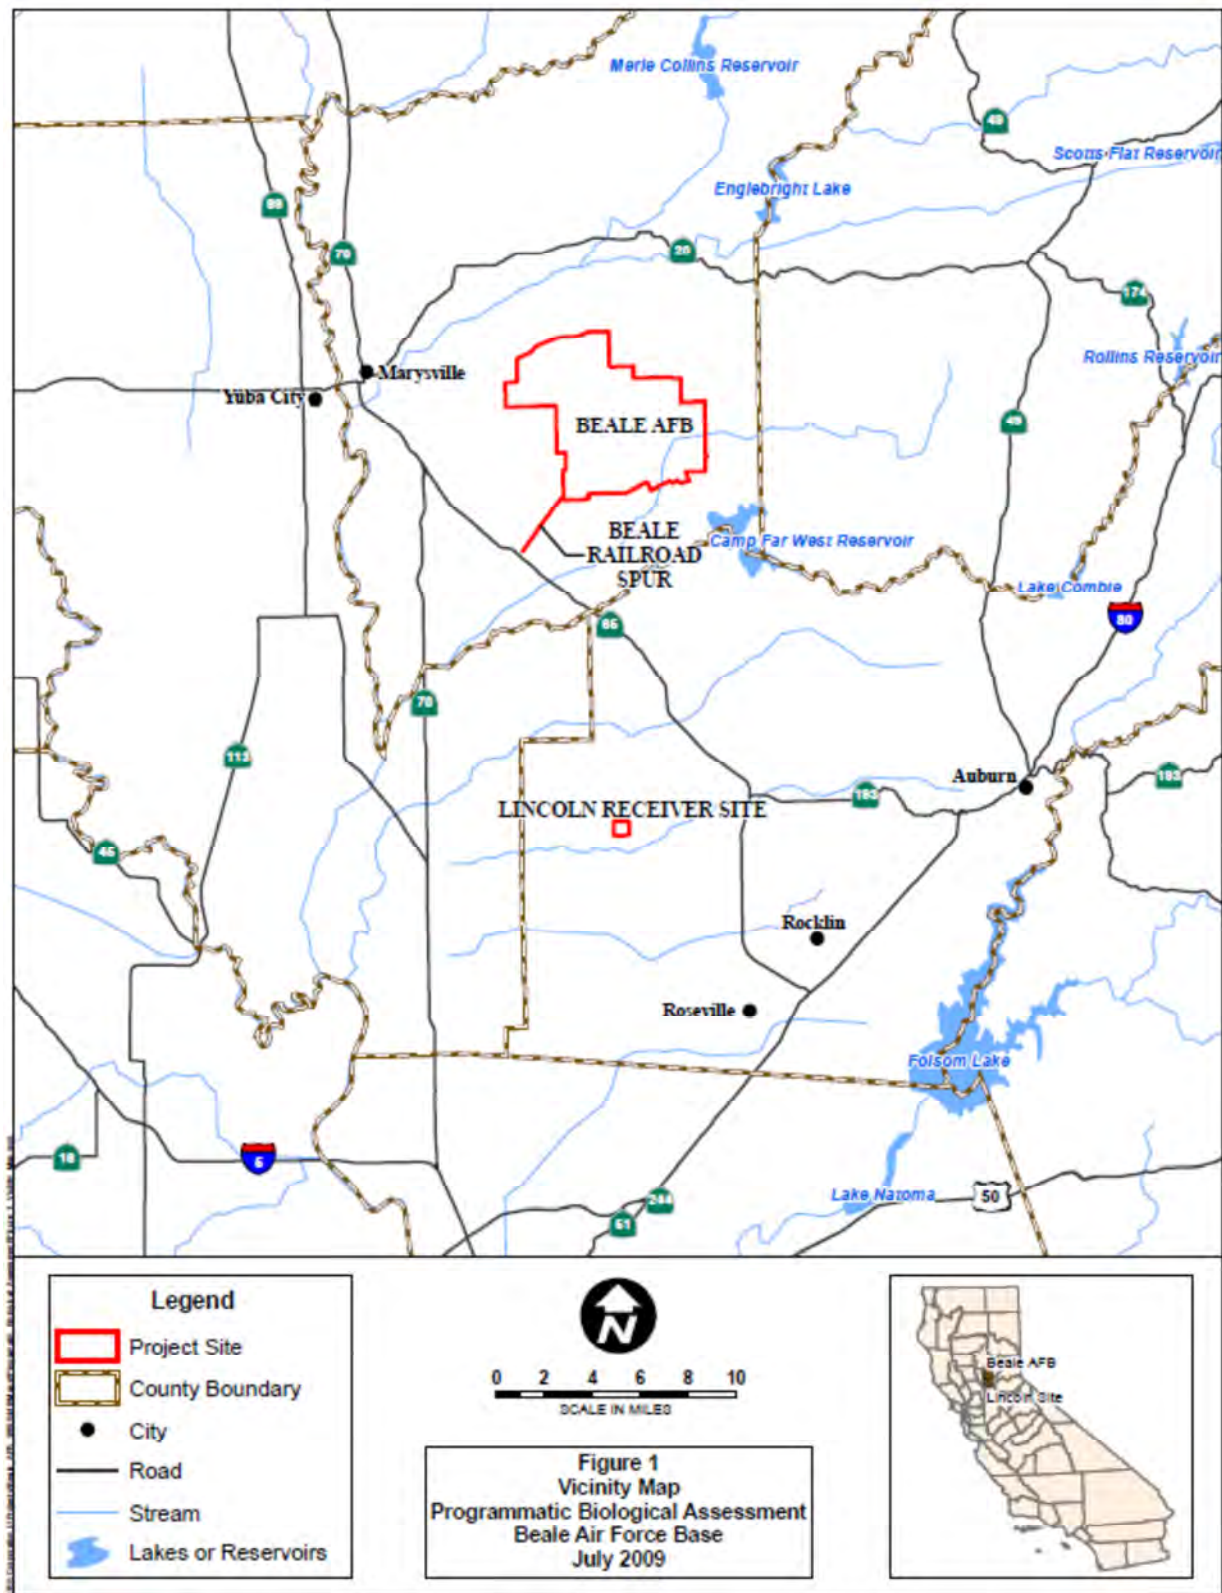 Merle Collins Reservoir
49
Scotts Flat Reservoir
Englebright Lake
99
70
20
174
Rollins Reservoir
Marysville
Yuba City
BEALE AFB
49
BEALE
RAILROAD
SPUR
Camp Far West Reservoir
Lake Combie
80
65
70
113
Auburn
193
193
LINCOLN RECEIVER SITE
45
Rocklin
Roseville
Folsom Lake
16
5
Lake Natoma
50
244
51
Legend
Project Site
County Boundary
City
Road
Stream
Lakes or Reservoirs
N
0 2 4 6 8 10
SCALE IN MILES
Figure 1
Vicinity Map
Programmatic Biological Assessment
Beale Air Force Base
July 2009
Beale AFB
Lincoln Site